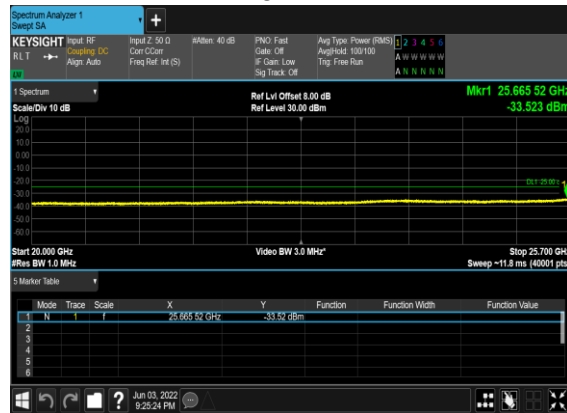 Spectrum Analyzer 1
Swept SA
+
KEYSIGHT Input: RF Input Z: 50 Ω #Atten: 40 dB PNO: Fast Avg Type: Power (RMS) 1 2 3 4 5 6
RLT Coupling: DC Corr CCorr Gate: Off Avg|Hold: 100/100 A W W W W W
Align: Auto Freq Ref: Int (S) IF Gain: Low Trig: Free Run
Sig Track: Off A N N N N N
1 Spectrum Ref Lvl Offset 8.00 dB Mkr1 25.665 52 GHz
Scale/Div 10 dB Ref Level 30.00 dBm -33.523 dBm
Log
20.0
10.0
0.00
-10.0
-20.0 DL1 -25.00
-30.0
-40.0
-50.0
-60.0
Start 20.000 GHz Video BW 3.0 MHz* Stop 25.700 GH
#Res BW 1.0 MHz Sweep ~11.8 ms (40001 pts
5 Marker Table
Mode Trace Scale X Y Function Function Width Function Value
1 N 1 f 25.665 52 GHz -33.52 dBm
2
3
4
5
6
? Jun 03, 2022
9:25:24 PM